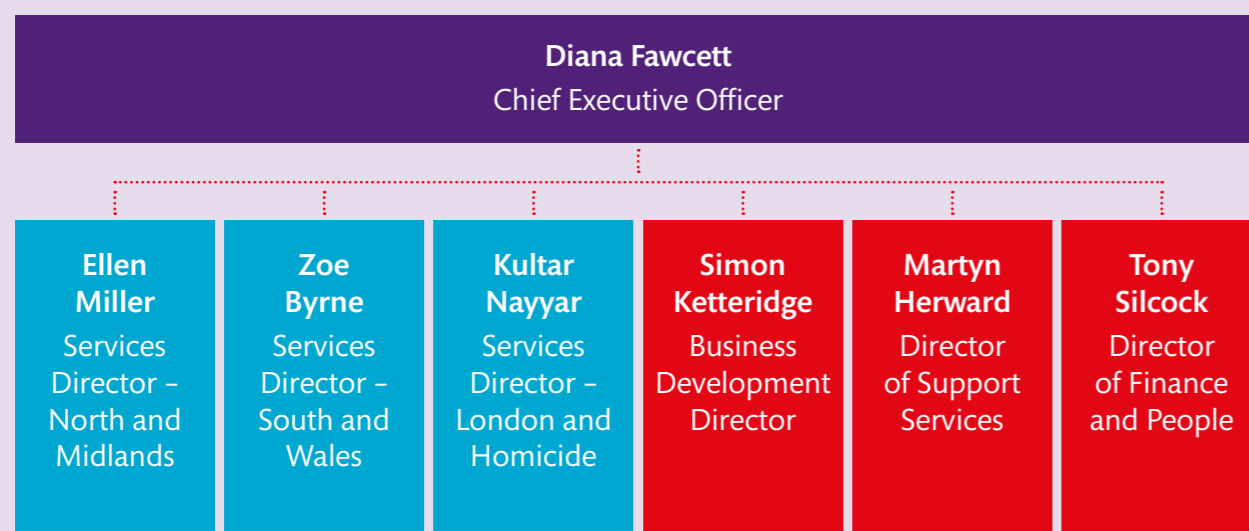 Diana Fawcett
Chief Executive Officer
Ellen
Miller
Services
Director –
North and
Midlands
Zoe
Byrne
Services
Director –
South and
Wales
Kultar
Nayyar
Services
Director –
London and
Homicide
Simon
Ketteridge
Business
Development
Director
Martyn
Herward
Director
of Support
Services
Tony
Silcock
Director
of Finance
and People